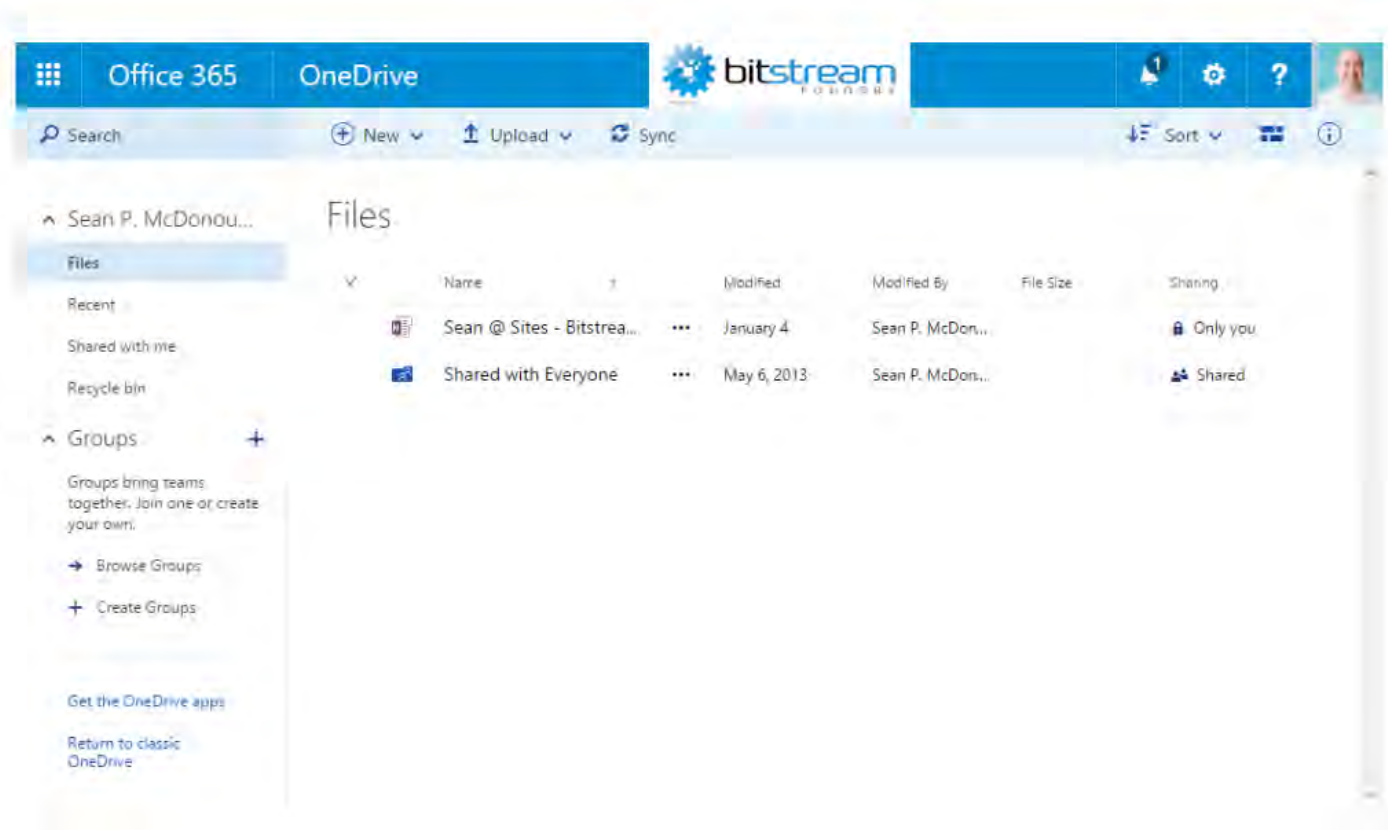 Office 365
OneDrive
bitstream
FOUNDRY
1
?
Search
New
Upload
Sync
Sort
Sean P. McDonou...
Files
Recent
Shared with me
Recycle bin
Groups +
Groups bring teams
together. Join one or create
your own.
Browse Groups
+ Create Groups
Get the OneDrive apps
Return to classic
OneDrive
Files
Name Modified Modified By File Size Sharing
Sean @ Sites - Bitstrea... ••• January 4 Sean P. McDon... Only you
Shared with Everyone ••• May 6, 2013 Sean P. McDon... Shared